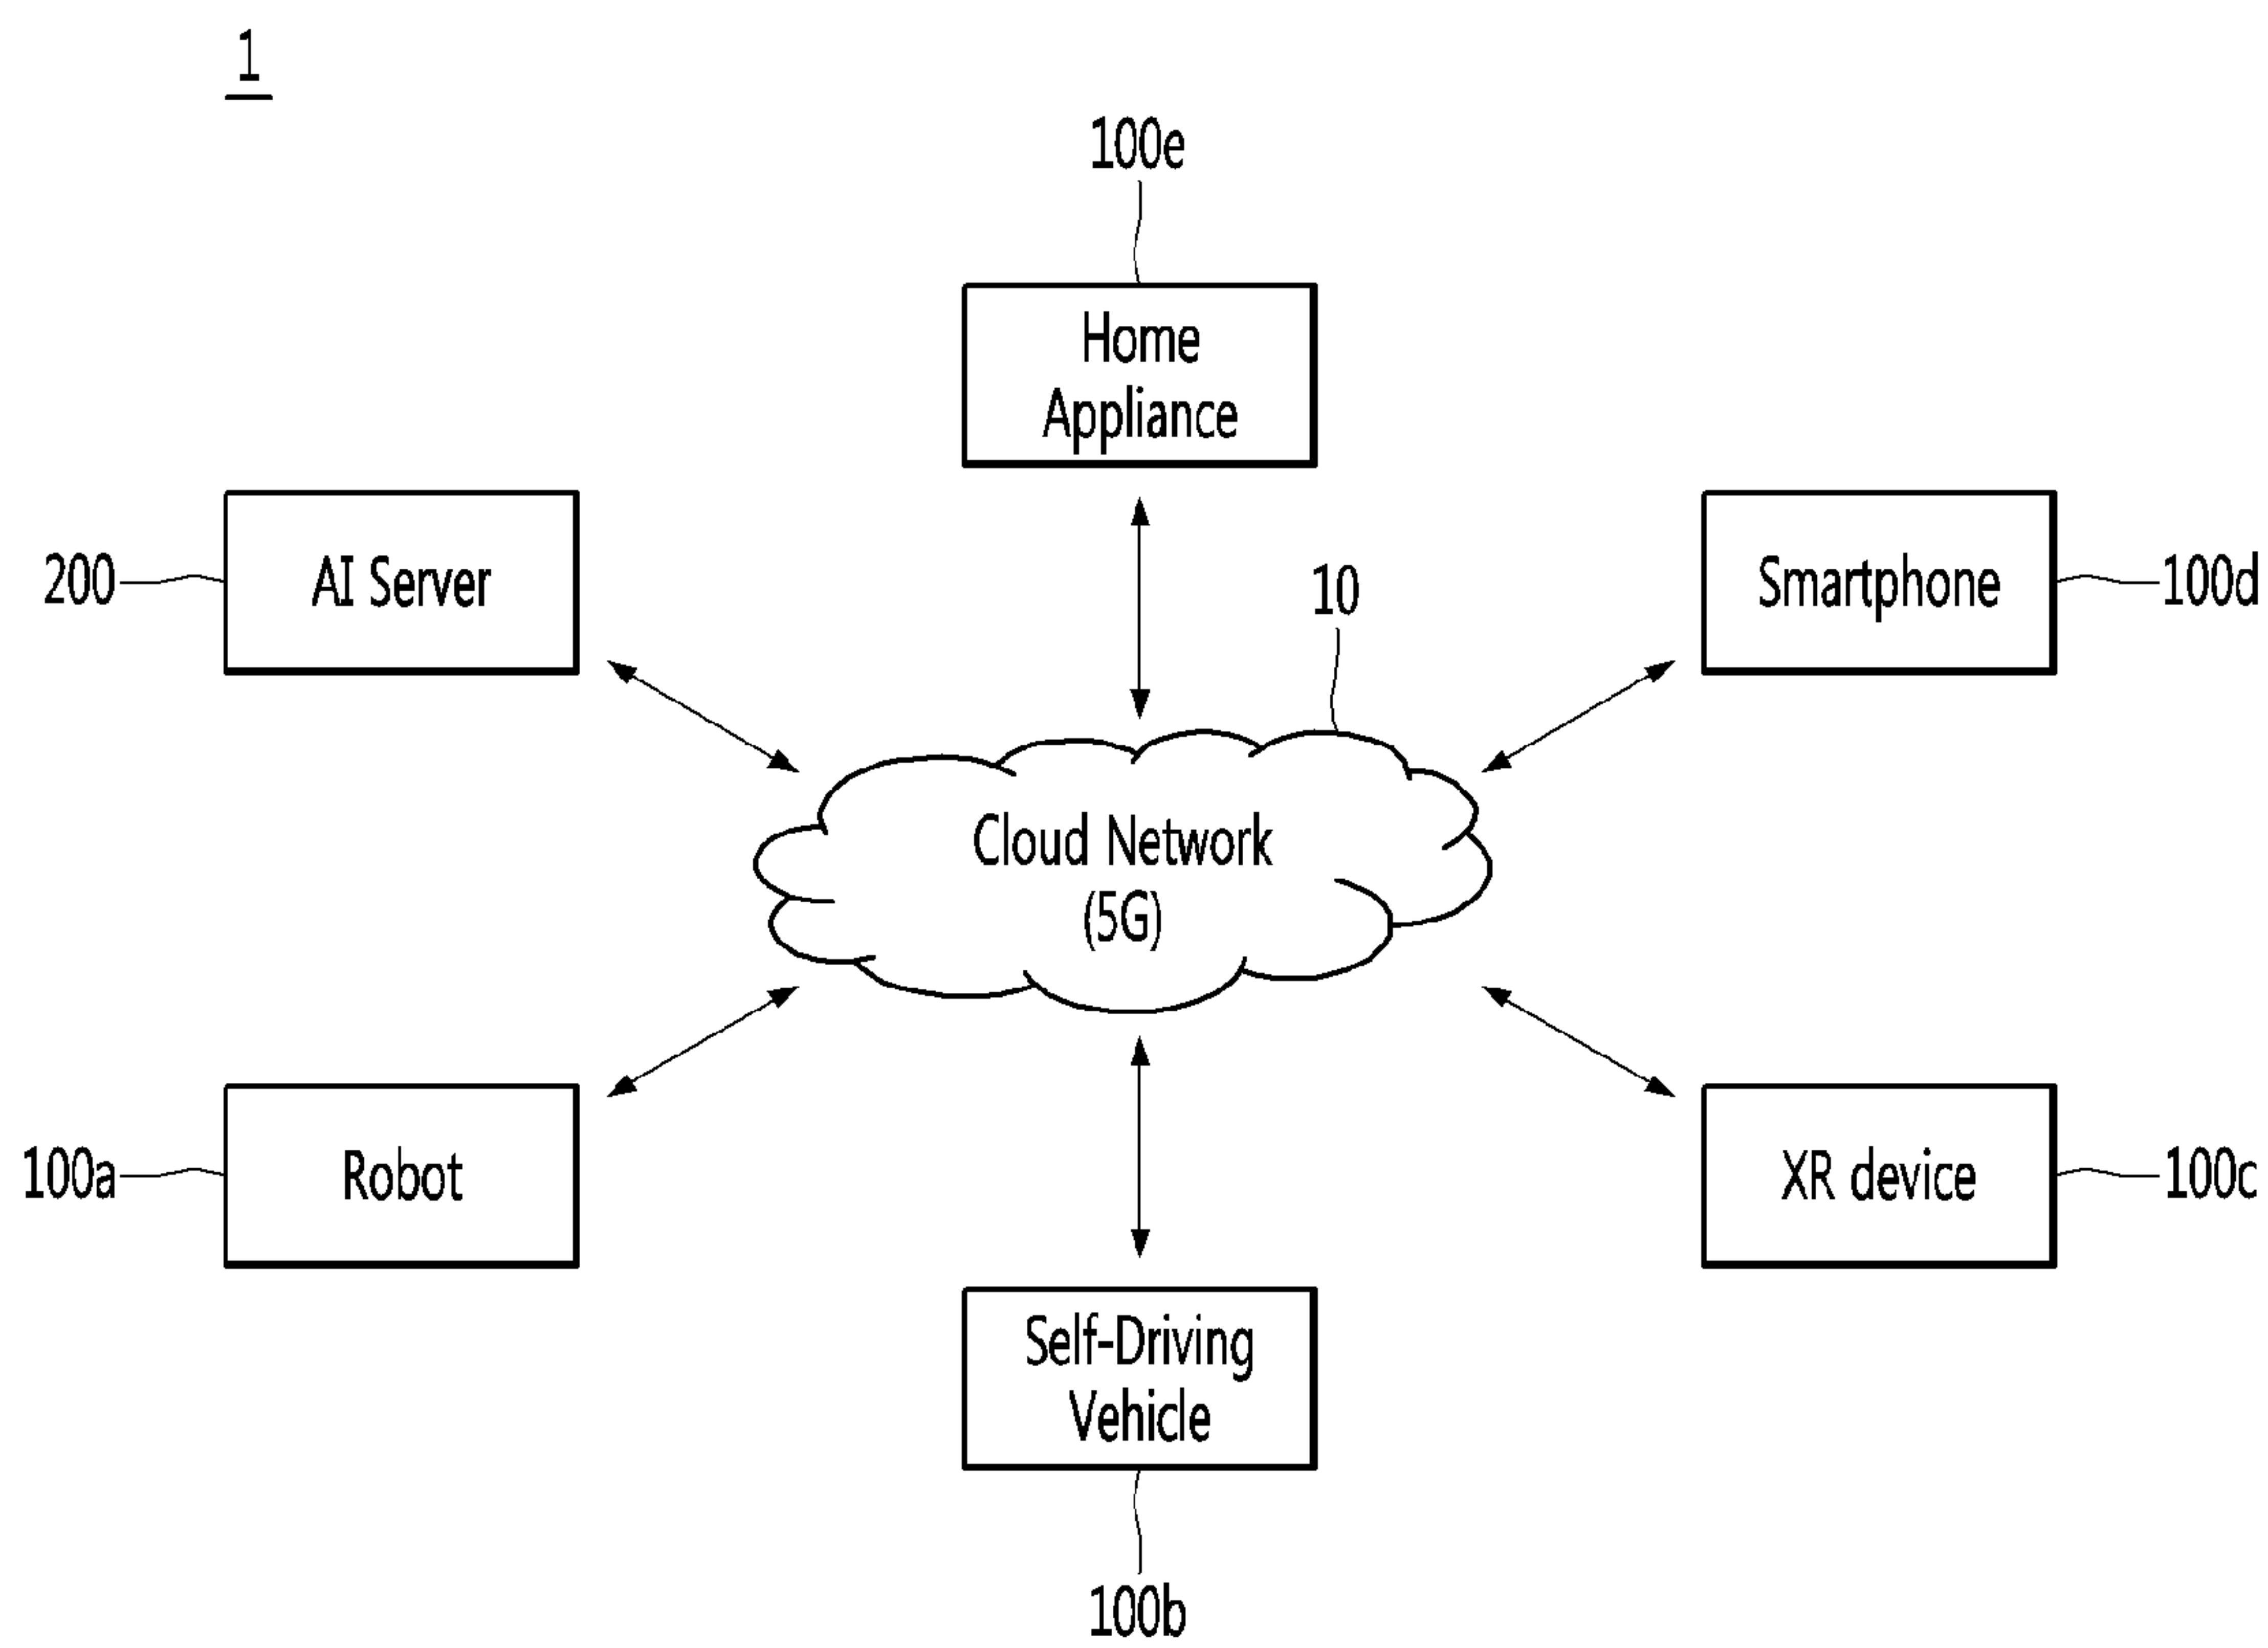 1
100e
Home
Appliance
200
AI Server
10
Smartphone
100d
Cloud Network
(5G)
100a
Robot
XR device
100c
Self-Driving
Vehicle
100b